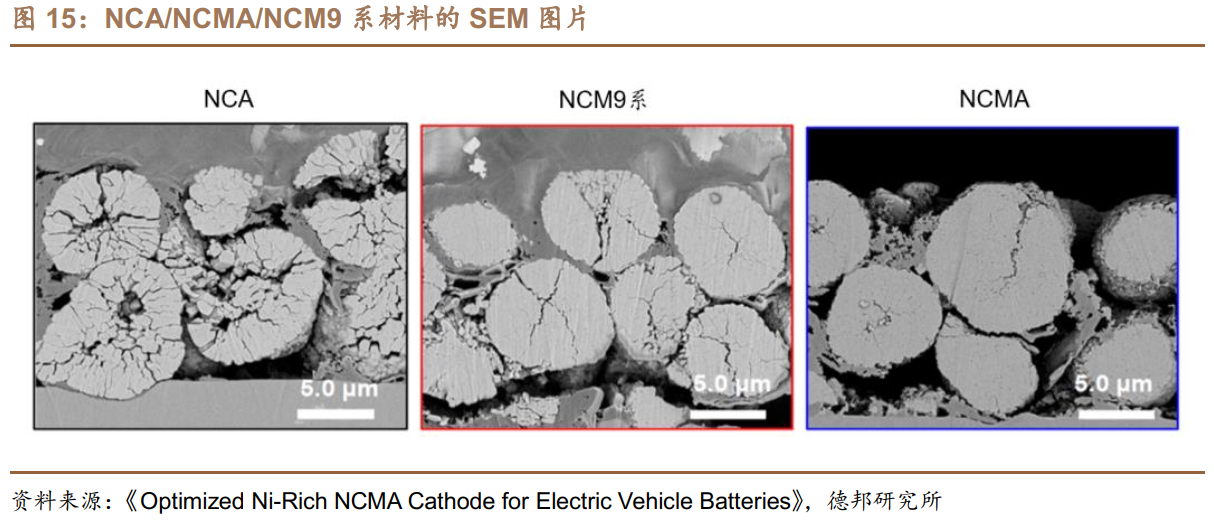 图 15：NCA/NCMA/NCM9 系材料的 SEM 图片
NCA
NCM9系
NCMA
5.0 μm
5.0 μm
5.0 μm
资料来源：《Optimized Ni-Rich NCMA Cathode for Electric Vehicle Batteries》，德邦研究所